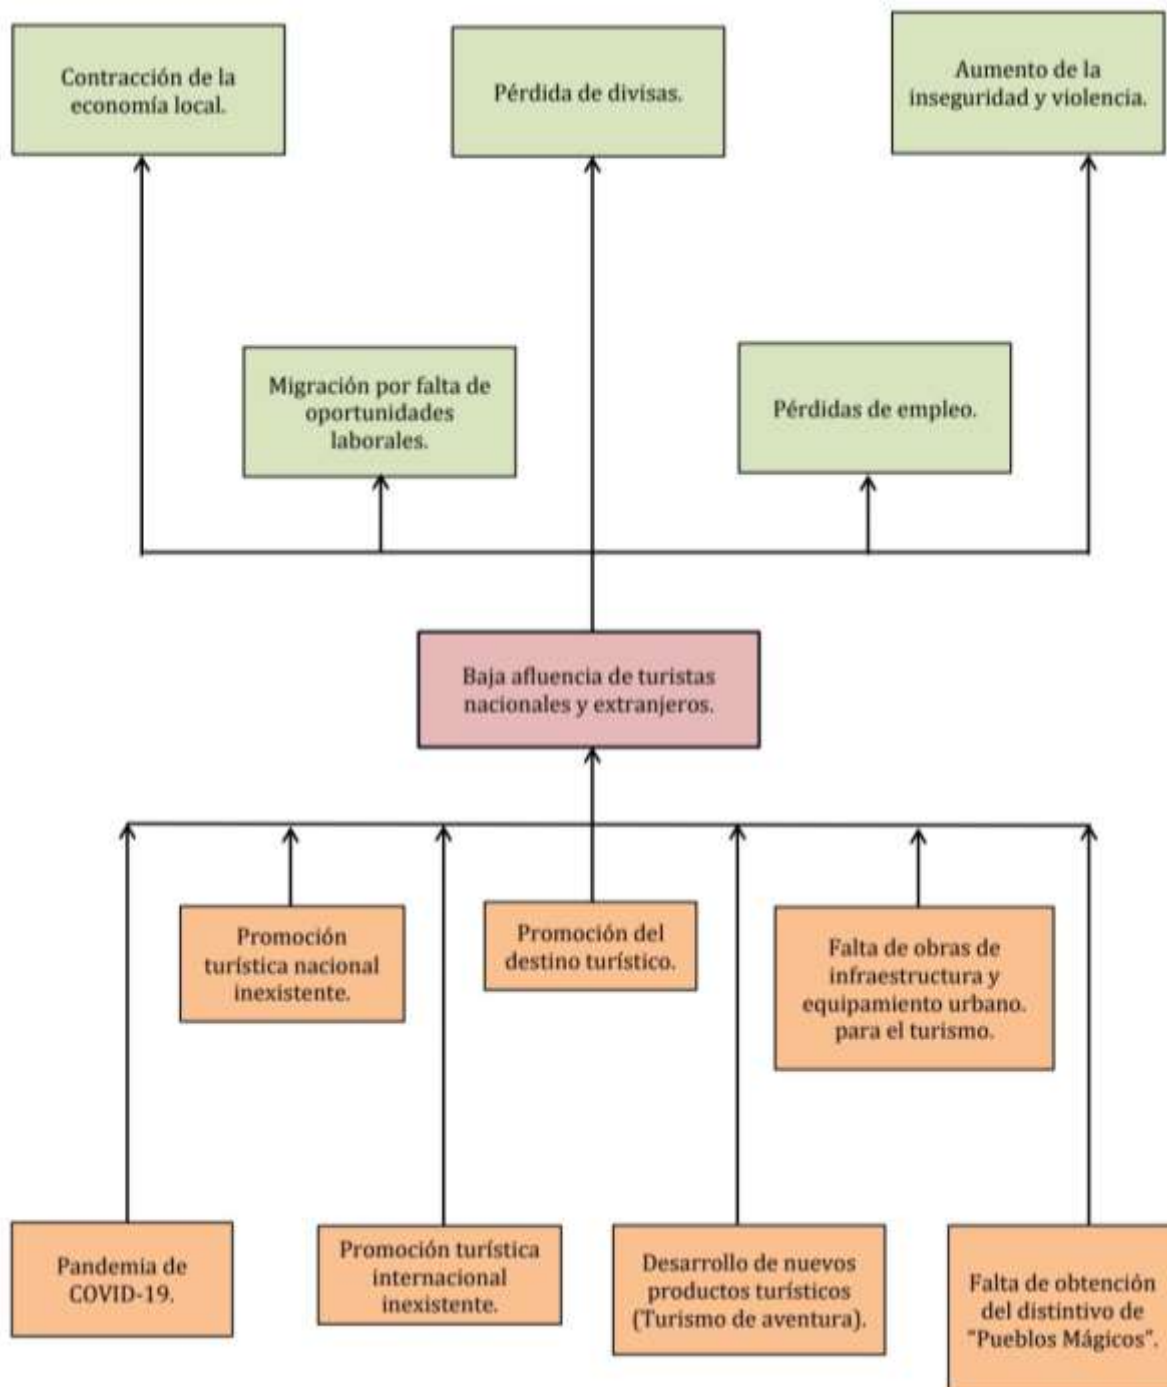 Contracción de la
economía local.
Pérdida de divisas.
Aumento de la
inseguridad y violencia.
Migración por falta de
oportunidades
laborales.
Pérdidas de empleo.
Baja afluencia de turistas
nacionales y extranjeros.
Promoción
turística nacional
inexistente.
Promoción del
destino turístico.
Falta de obras de
infraestructura y
equipamiento urbano.
para el turismo.
Pandemia de
COVID-19.
Promoción turística
internacional
inexistente.
Desarrollo de nuevos
productos turísticos
(Turismo de aventura).
Falta de obtención
del distintivo de
"Pueblos Mágicos".